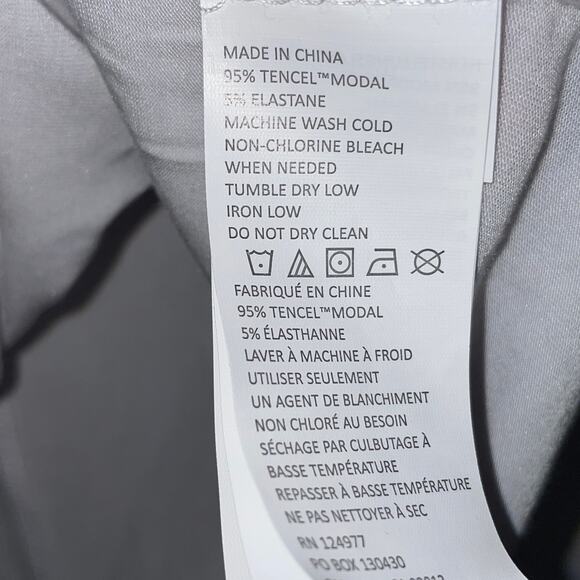 MADE IN CHINA
95% TENCEL™MODAL
5% ELASTANE
MACHINE WASH COLD
NON-CHLORINE BLEACH
WHEN NEEDED
TUMBLE DRY LOW
IRON LOW
DO NOT DRY CLEAN
FABRIQUÉ EN CHINE
95% TENCEL™MODAL
5% ÉLASTHANNE
LAVER À MACHINE À FROID
UTILISER SEULEMENT
UN AGENT DE BLANCHIMENT
NON CHLORÉ AU BESOIN
SÉCHAGE PAR CULBUTAGE À
BASSE TEMPÉRATURE
REPASSER À BASSE TEMPÉRATURE
NE PAS NETTOYER À SEC
RN 124977
PO BOX 130430